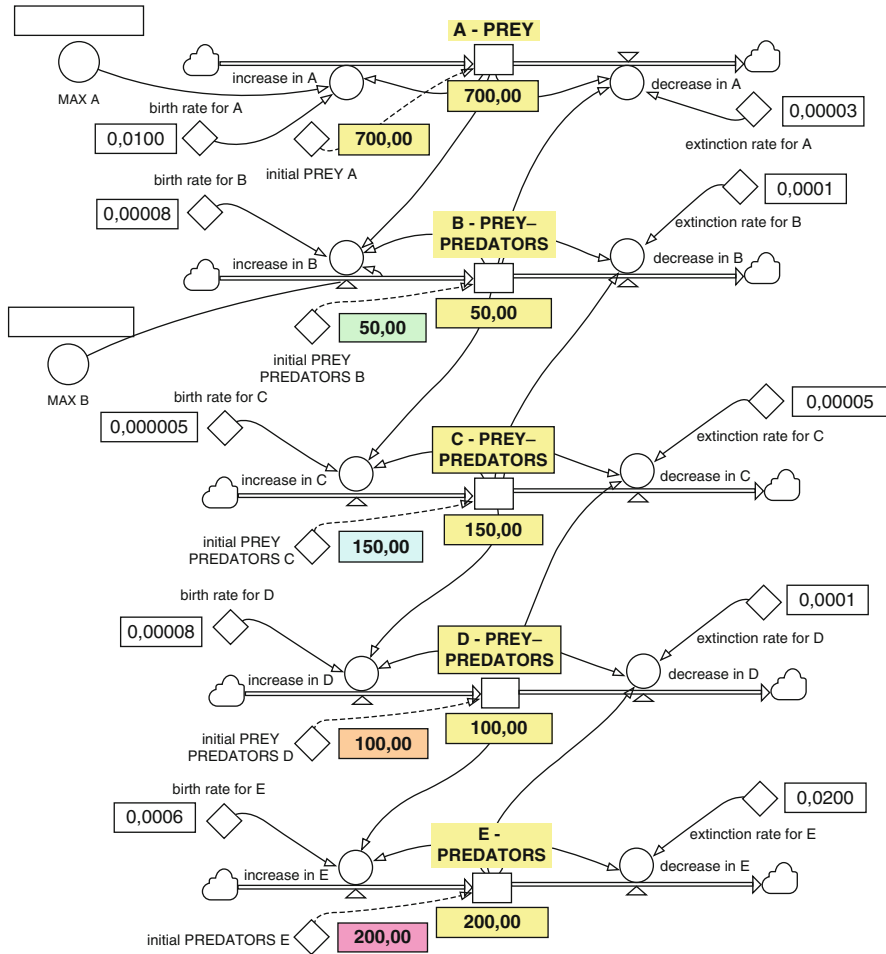 A - PREY
increase in A
decrease in A
MAX A
birth rate for A
700,00
0,00003
0,0100
700,00
extinction rate for A
initial PREY A
birth rate for B
0,0001
0,00008
B - PREY–
PREDATORS
extinction rate for B
increase in B
decrease in B
50,00
50,00
initial PREY
PREDATORS B
MAX B
birth rate for C
0,00005
0,000005
C - PREY–
PREDATORS
extinction rate for C
increase in C
decrease in C
150,00
initial PREY
PREDATORS C
150,00
birth rate for D
0,0001
0,00008
D - PREY–
PREDATORS
extinction rate for D
increase in D
decrease in D
100,00
initial PREY
PREDATORS D
100,00
birth rate for E
0,0200
0,0006
E -
PREDATORS
extinction rate for E
increase in E
decrease in E
200,00
initial PREDATORS E
200,00